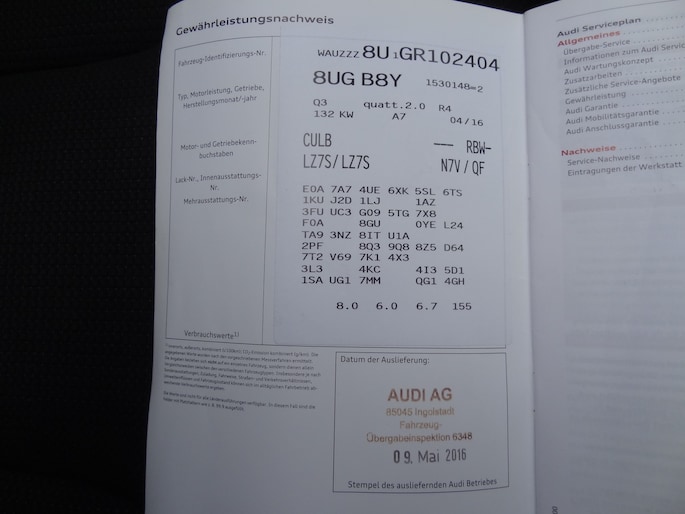 Gewährleistungsnachweis
Fahrzeug-Identifizierungs-Nr.
WAUZZZ 8U1GR102404
8UG B8Y 1530148
Typ, Motorleistung, Getriebe,
Herstellungsmonat/-jahr
Q3 quatt.2.0 R4
132 KW A7 04/16
Motor- und Getriebekenn-
buchstaben
CULB --- RBW-
LZ7S/LZ7S N7V/QF
Lack-Nr., Innenausstattungs-
Nr.
Mehrausstattungs-Nr.
E0A 7A7 4UE 6XK 5SL 6TS
1KU J2D 1LJ 1AZ
3FU UC3 G09 5TG 7X8
F0A 8GU 0YE L24
TA9 3NZ 8IT U1A
2PF 8Q3 9Q8 8Z5 D64
7T2 V69 7K1 4X3
3L3 4KC 4I3 5D1
1SA UG1 7MM QG1 4GH
8.0 6.0 6.7 155
Verbrauchswerte¹⁾
Datum der Auslieferung:
AUDI AG
85045 Ingolstadt
Fahrzeug-
Übergabeinspektion 6348
09. Mai 2016
Stempel des ausliefernden Audi Betriebes
Audi Serviceplan
Allgemeines
Übergabe-Service
Informationen zum Audi Servic
Audi Wartungskonzept
Zusatzarbeiten
Zusätzliche Service-Angebote
Gewährleistung
Audi Garantie
Audi Mobilitätsgarantie
Audi Anschlussgarantie
Nachweise
Service-Nachweise
Eintragungen der Werkstatt